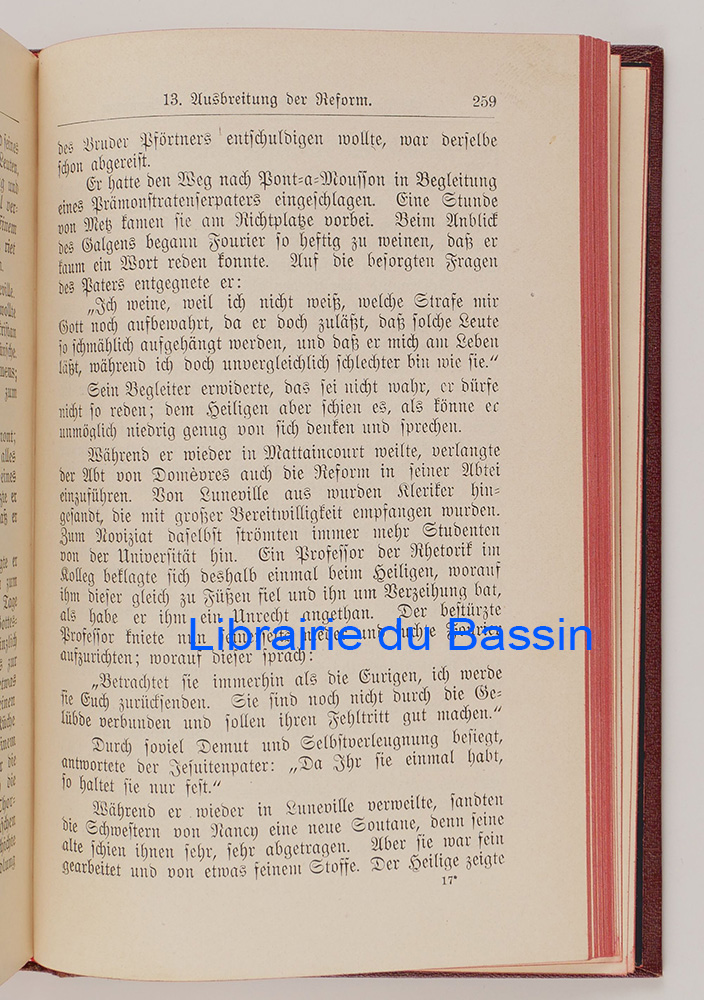 13. Ausbreitung der Reform. 259
des Bruder Pförtners entschuldigen wollte, war derselbe
schon abgereist.
Er hatte den Weg nach Pont-a-Mousson in Begleitung
eines Prämonstratenserpaters eingeschlagen. Eine Stunde
von Metz kamen sie am Richtplatze vorbei. Beim Anblick
des Galgens begann Fourier so heftig zu weinen, daß er
kaum ein Wort reden konnte. Auf die besorgten Fragen
des Paters entgegnete er:
„Ich weine, weil ich nicht weiß, welche Strafe mir
Gott noch aufbewahrt, da er doch zuläßt, daß solche Leute
so schmählich aufgehängt werden, und daß er mich am Leben
läßt, während ich doch unvergleichlich schlechter bin wie sie.“
Sein Begleiter erwiderte, das sei nicht wahr, er dürfe
nicht so reden; dem Heiligen aber schien es, als könne er
unmöglich niedrig genug von sich denken und sprechen.
Während er wieder in Mattaincourt weilte, verlangte
der Abt von Domèvres auch die Reform in seiner Abtei
einzuführen. Von Luneville aus wurden Kleriker hin-
gesandt, die mit großer Bereitwilligkeit empfangen wurden.
Zum Noviziat daselbst strömten immer mehr Studenten
von der Universität hin. Ein Professor der Rhetorik im
Kolleg beklagte sich deshalb einmal beim Heiligen, worauf
ihm dieser gleich zu Füßen fiel und ihn um Verzeihung bat,
als habe er ihm ein Unrecht angethan. Der bestürzte
Professor kniete nun seinerseits nieder und suchte Fourier
Librairie du Bassin
aufzurichten; worauf dieser sprach:
„Betrachtet sie immerhin als die Eurigen, ich werde
sie Euch zurücksenden. Sie sind noch nicht durch die Ge-
lübde verbunden und sollen ihren Fehltritt gut machen.“
Durch soviel Demut und Selbstverleugnung besiegt,
antwortete der Jesuitenpater: „Da Ihr sie einmal habt,
so haltet sie nur fest.“
Während er wieder in Luneville verweilte, sandten
die Schwestern von Nancy eine neue Soutane, denn seine
alte schien ihnen sehr, sehr abgetragen. Aber sie war fein
gearbeitet und von etwas feinem Stoffe. Der Heilige zeigte
17*